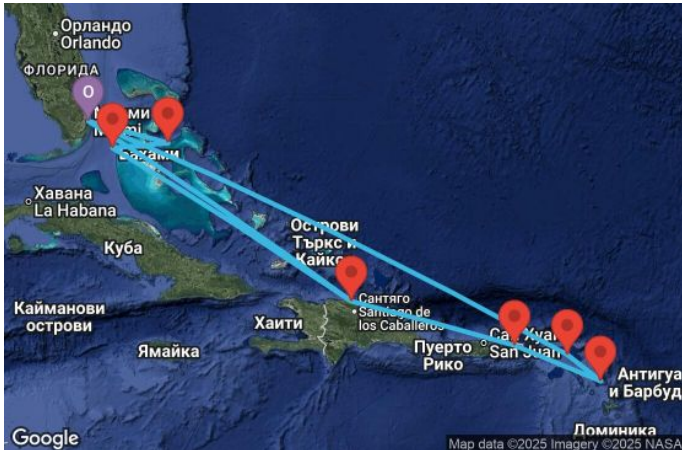 Орландо
Orlando
ФЛОРИДА
O
Хавана
La Habana
Куба
Острови
Търкс и
Кайкос
Кайманови
острови
Ямайка
Хаити
Сантяго
Santiago de
los Caballeros
Пуерто
Рико
San Juan
Антигуа
и Барбуд
Доминика
Google
Map data ©2025 Imagery ©2025 NASA